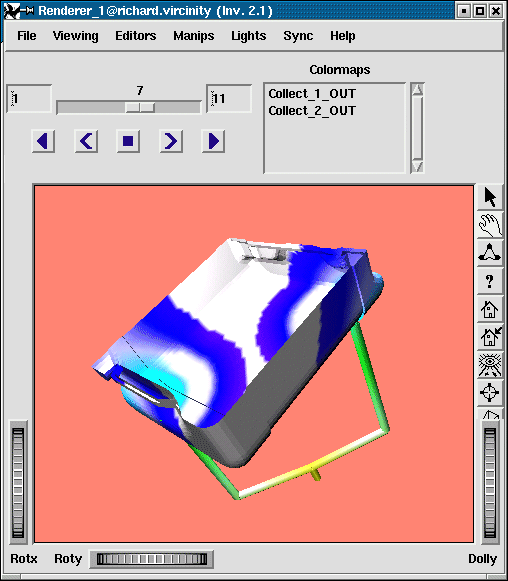 Renderer_1@richard.vircinity (Inv. 2.1)
File Viewing Editors Manips Lights Sync Help
Colormaps
7
1
11
Collect_1_OUT
Collect_2_OUT
?
Rotx Roty Dolly